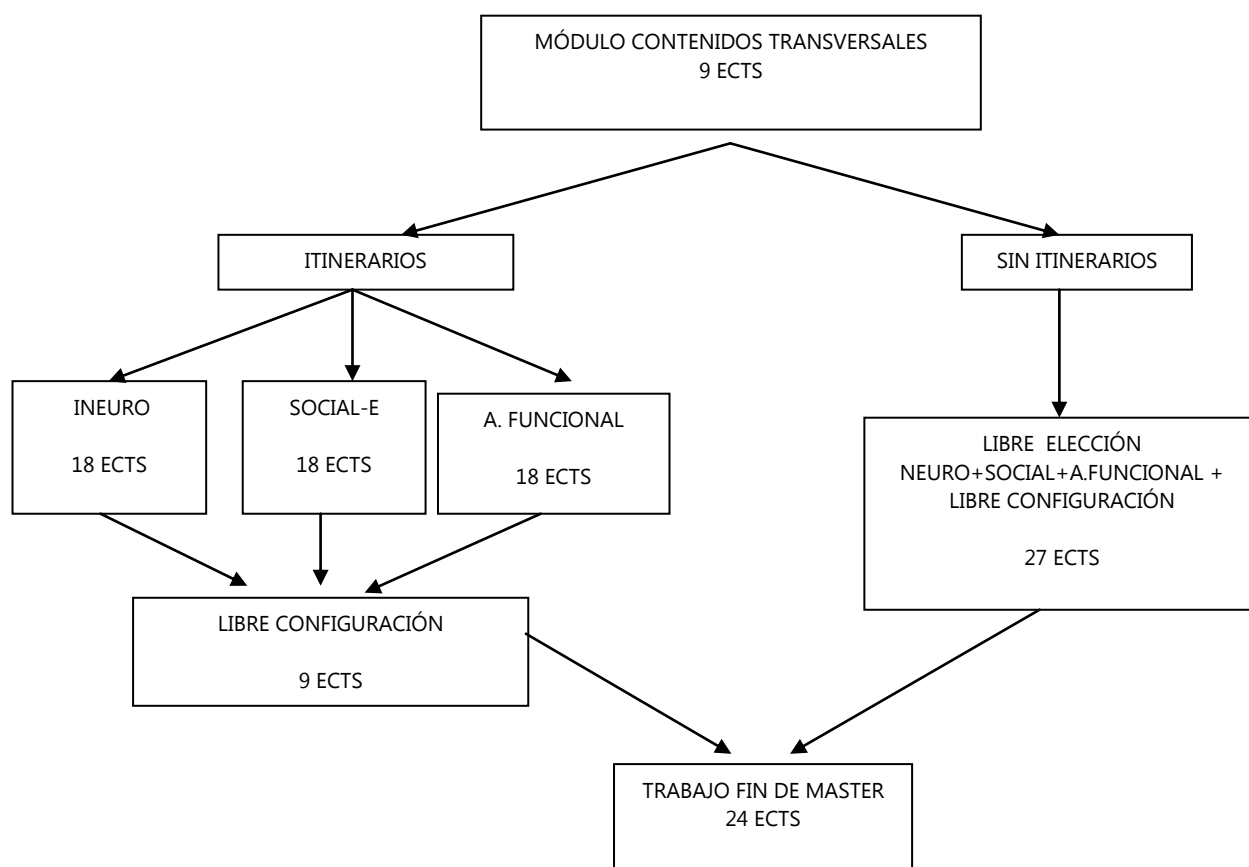 MÓDULO CONTENIDOS TRANSVERSALES
9 ECTS
ITINERARIOS
SIN ITINERARIOS
INEURO
18 ECTS
SOCIAL-E
18 ECTS
A. FUNCIONAL
18 ECTS
LIBRE ELECCIÓN
NEURO+SOCIAL+A.FUNCIONAL +
LIBRE CONFIGURACIÓN
27 ECTS
LIBRE CONFIGURACIÓN
9 ECTS
TRABAJO FIN DE MASTER
24 ECTS